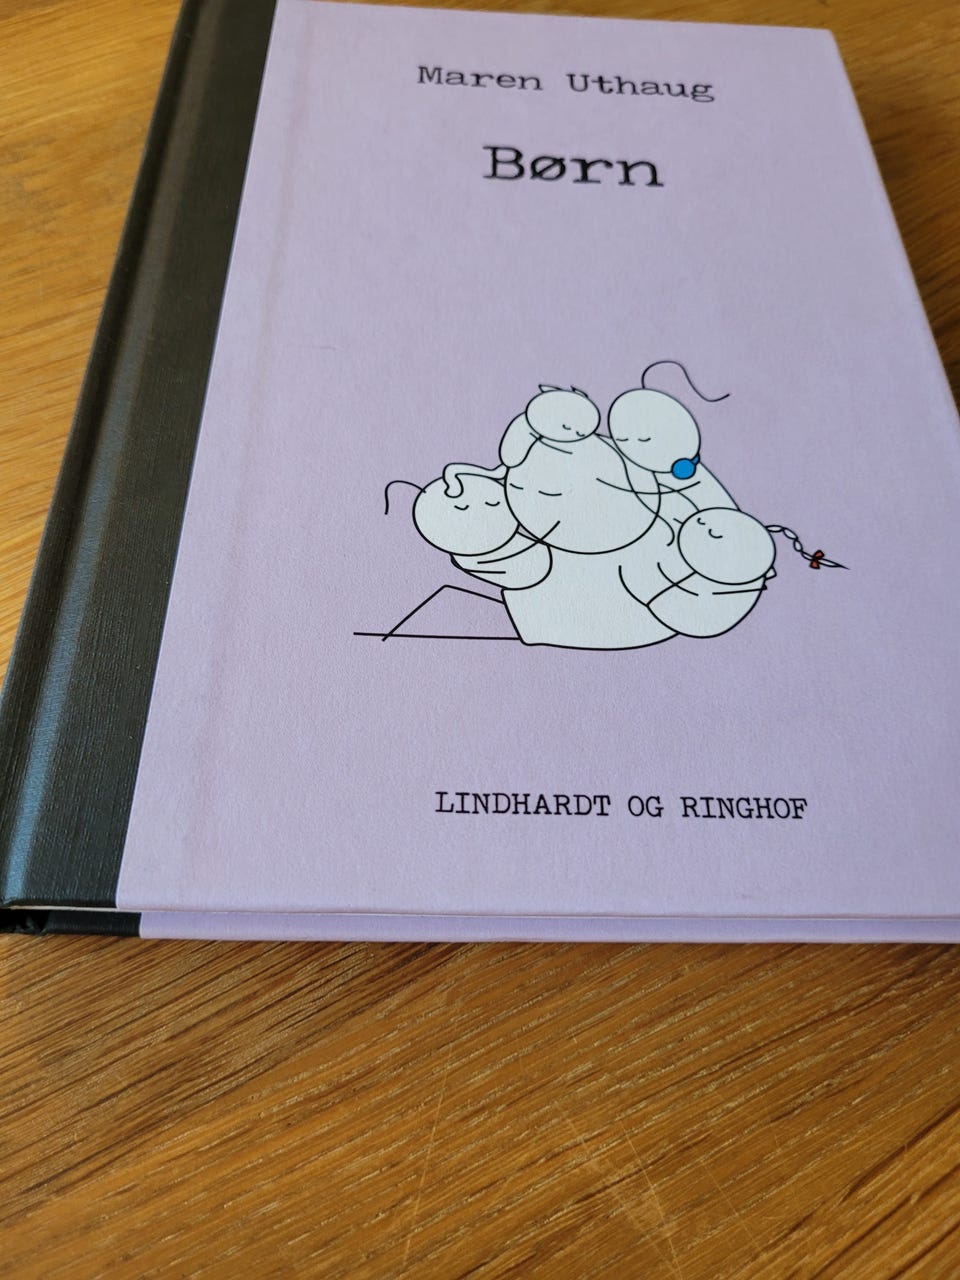 Maren Uthaug
Børn
LINDHARDT OG RINGHOF